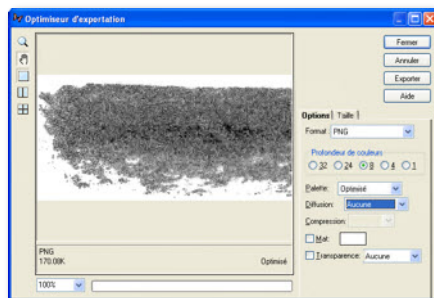 Optimiseur d'exportation
Fermer
Annuler
Exporter
Aide
Options
Taille
Format: PNG
Profondeur de couleurs
32 24 8 4 1
Palette: Optimisé
Diffusion: Aucune
Compression
Mat:
Transparence: Aucune
PNG
170.00K
Optimisé
100%